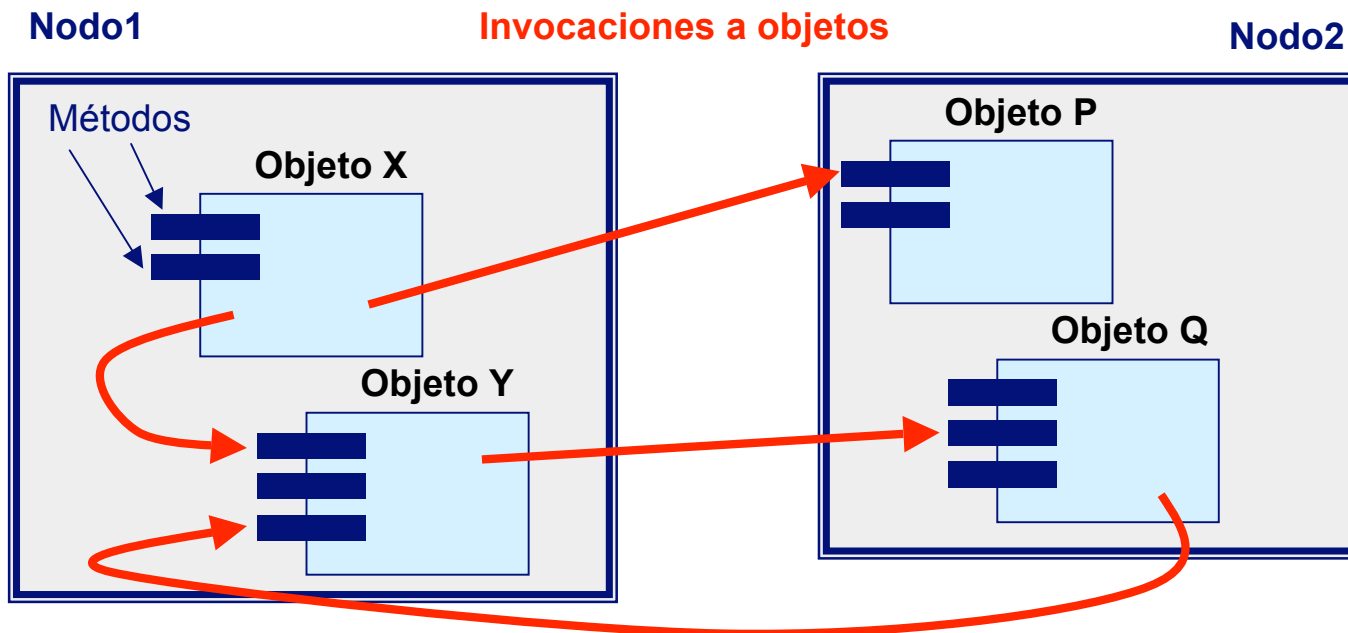 Nodo1
Invocaciones a objetos
Nodo2
Métodos
Objeto X
Objeto Y
Objeto P
Objeto Q